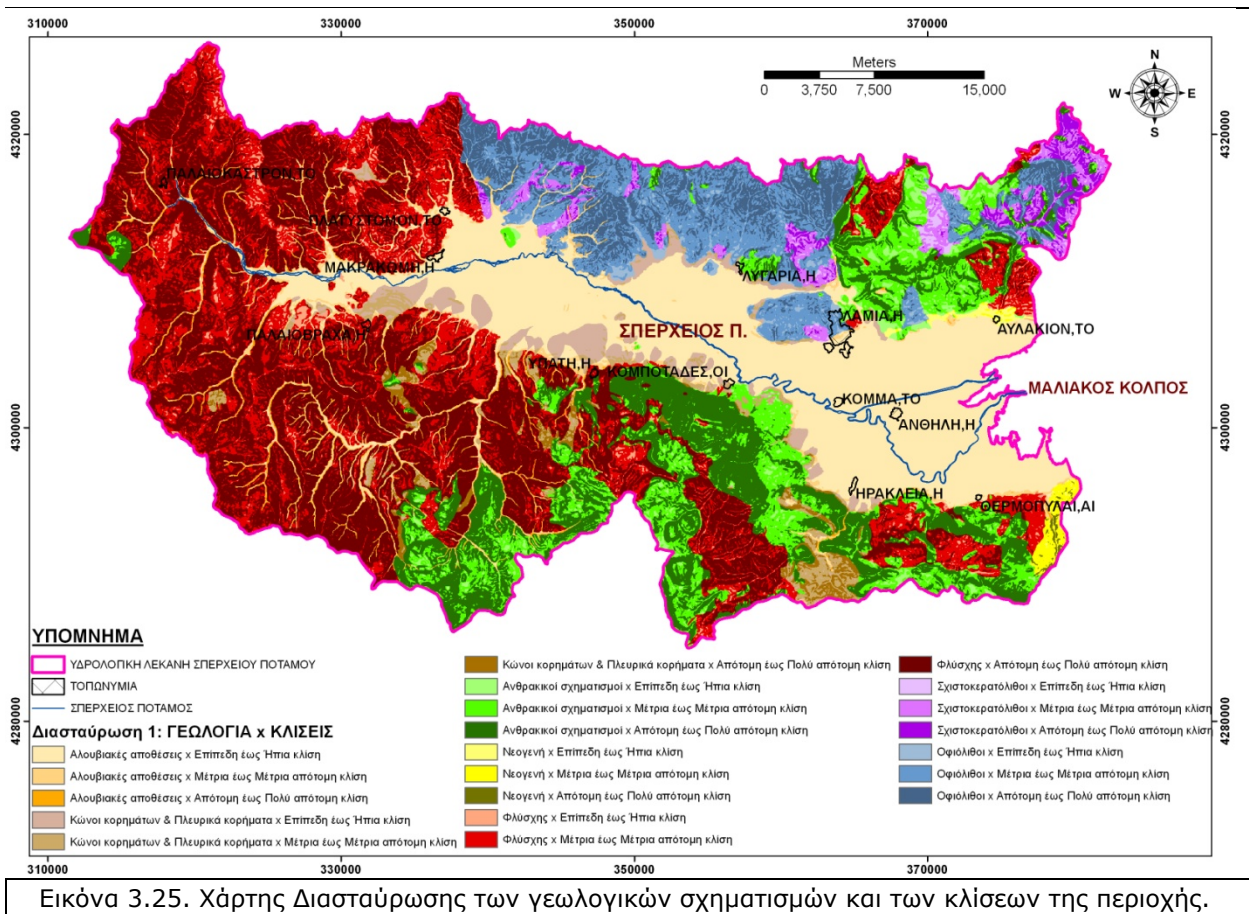 310000 330000 350000 370000
Meters
0 3,750 7,500 15,000
N
W E
S
4320000 4320000
ΠΑΛΑΙΟΚΑΣΤΡΟΝ,ΤΟ
ΠΛΑΤΥΣΤΟΜΟΝ,ΤΟ
ΜΑΚΡΑΚΩΜΗ,Η
ΛΥΓΑΡΙΑ,Η
ΠΑΛΑΙΟΒΡΑΧΑ,Η
ΣΠΕΡΧΕΙΟΣ Π.
ΛΑΜΙΑ,Η
ΑΥΛΑΚΙΟΝ,ΤΟ
ΥΠΑΤΗ,Η
ΚΟΜΠΟΤΑΔΕΣ,ΟΙ
ΚΟΜΜΑ,ΤΟ
ΜΑΛΙΑΚΟΣ ΚΟΛΠΟΣ
ΑΝΘΗΛΗ,Η
4300000 4300000
ΗΡΑΚΛΕΙΑ,Η
ΘΕΡΜΟΠΥΛΑΙ,ΑΙ
4280000 4280000
ΥΠΟΜΝΗΜΑ
ΥΔΡΟΛΟΓΙΚΗ ΛΕΚΑΝΗ ΣΠΕΡΧΕΙΟΥ ΠΟΤΑΜΟΥ
ΤΟΠΩΝΥΜΙΑ
ΣΠΕΡΧΕΙΟΣ ΠΟΤΑΜΟΣ
Διασταύρωση 1: ΓΕΩΛΟΓΙΑ x ΚΛΙΣΕΙΣ
Αλουβιακές αποθέσεις x Επίπεδη έως Ήπια κλίση
Αλουβιακές αποθέσεις x Μέτρια έως Μέτρια απότομη κλίση
Αλουβιακές αποθέσεις x Απότομη έως Πολύ απότομη κλίση
Κώνοι κορημάτων & Πλευρικά κορήματα x Επίπεδη έως Ήπια κλίση
Κώνοι κορημάτων & Πλευρικά κορήματα x Μέτρια έως Μέτρια απότομη κλίση
Κώνοι κορημάτων & Πλευρικά κορήματα x Απότομη έως Πολύ απότομη κλίση
Ανθρακικοί σχηματισμοί x Επίπεδη έως Ήπια κλίση
Ανθρακικοί σχηματισμοί x Μέτρια έως Μέτρια απότομη κλίση
Ανθρακικοί σχηματισμοί x Απότομη έως Πολύ απότομη κλίση
Νεογενή x Επίπεδη έως Ήπια κλίση
Νεογενή x Μέτρια έως Μέτρια απότομη κλίση
Νεογενή x Απότομη έως Πολύ απότομη κλίση
Φλύσχης x Επίπεδη έως Ήπια κλίση
Φλύσχης x Μέτρια έως Μέτρια απότομη κλίση
Φλύσχης x Απότομη έως Πολύ απότομη κλίση
Σχιστοκερατόλιθοι x Επίπεδη έως Ήπια κλίση
Σχιστοκερατόλιθοι x Μέτρια έως Μέτρια απότομη κλίση
Σχιστοκερατόλιθοι x Απότομη έως Πολύ απότομη κλίση
Οφιόλιθοι x Επίπεδη έως Ήπια κλίση
Οφιόλιθοι x Μέτρια έως Μέτρια απότομη κλίση
Οφιόλιθοι x Απότομη έως Πολύ απότομη κλίση
310000 330000 350000 370000
Εικόνα 3.25. Χάρτης Διασταύρωσης των γεωλογικών σχηματισμών και των κλίσεων της περιοχής.